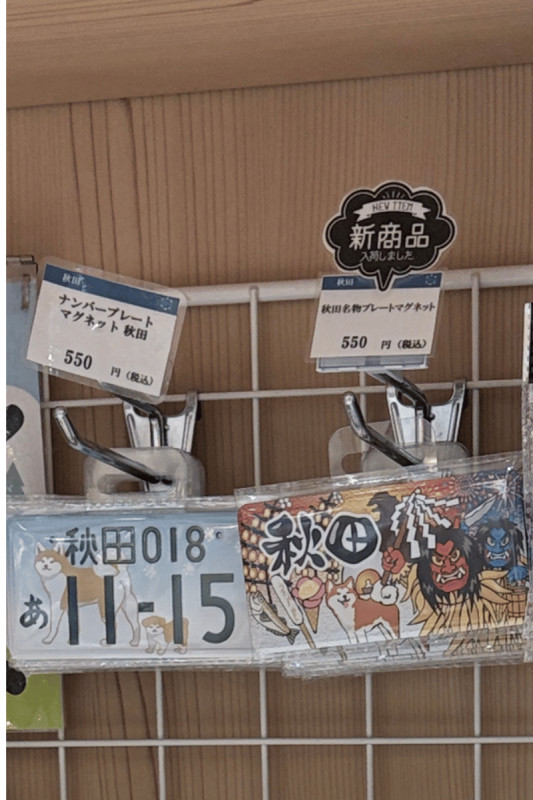 秋田
ナンバープレート
マグネット 秋田
550 円(税込)
NEW ITEM
新商品
入荷しました
秋田
秋田名物プレートマグネット
550 円(税込)
秋田018
あ 11-15
秋田